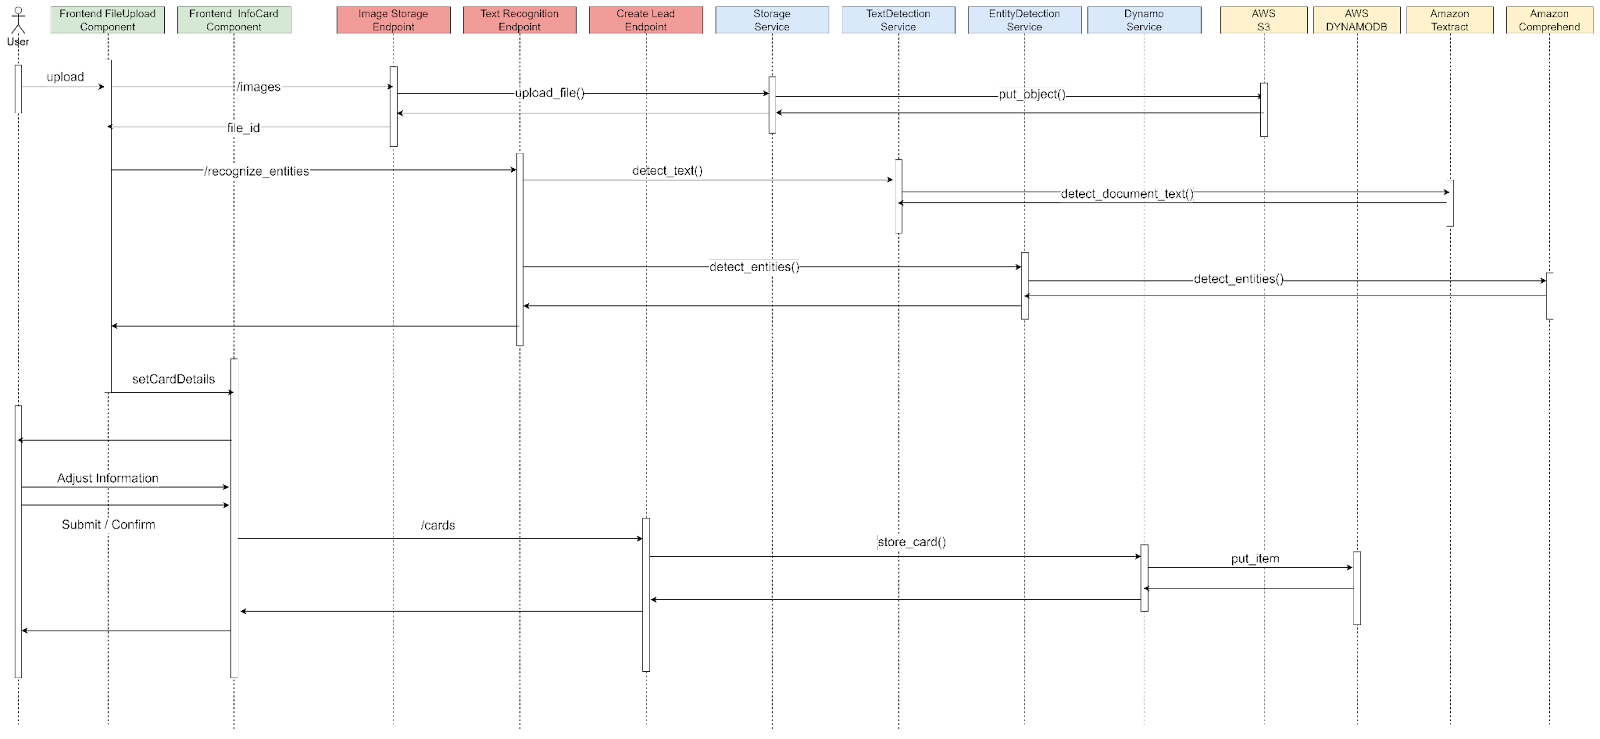 User
Frontend FileUpload
Component
Frontend InfoCard
Component
Image Storage
Endpoint
Text Recognition
Endpoint
Create Lead
Endpoint
Storage
Service
TextDetection
Service
EntityDetection
Service
Dynamo
Service
AWS
S3
AWS
DYNAMODB
Amazon
Textract
Amazon
Comprehend
upload
/images
upload_file()
put_object()
file_id
/recognize_entities
detect_text()
detect_document_text()
detect_entities()
detect_entities()
setCardDetails
Adjust Information
Submit / Confirm
/cards
store_card()
put_item